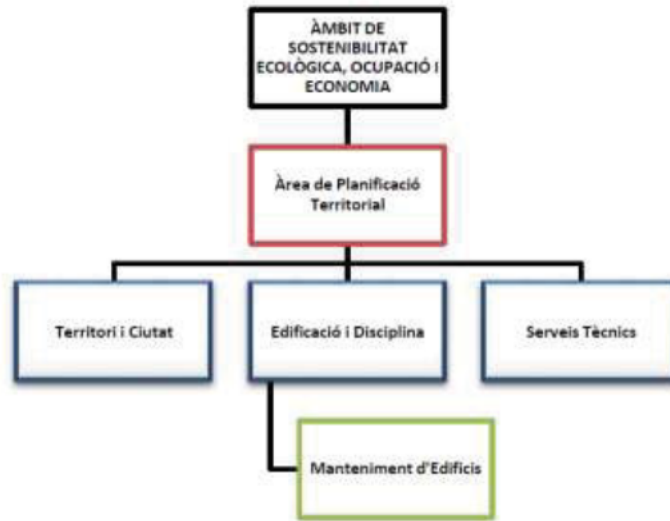 ÀMBIT DE
SOSTENIBILITAT
ECOLÒGICA, OCUPACIÓ I
ECONOMIA
Àrea de Planificació
Territorial
Territori i Ciutat
Edificació i Disciplina
Serveis Tècnics
Manteniment d'Edificis